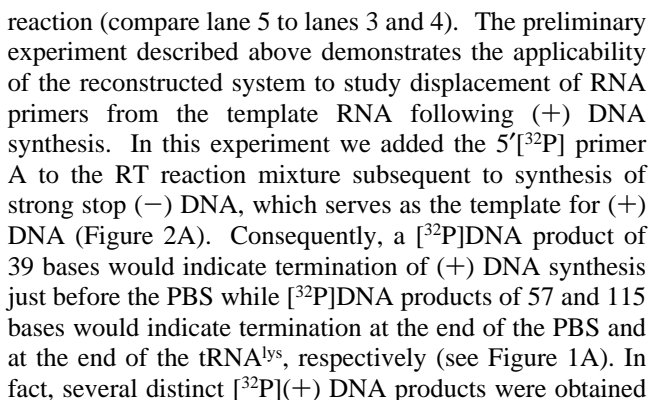 reaction (compare lane 5 to lanes 3 and 4). The preliminary
experiment described above demonstrates the applicability
of the reconstructed system to study displacement of RNA
primers from the template RNA following (+) DNA
synthesis. In this experiment we added the 5′[³²P] primer
A to the RT reaction mixture subsequent to synthesis of
strong stop (−) DNA, which serves as the template for (+)
DNA (Figure 2A). Consequently, a [³²P]DNA product of
39 bases would indicate termination of (+) DNA synthesis
just before the PBS while [³²P]DNA products of 57 and 115
bases would indicate termination at the end of the PBS and
at the end of the tRNAˡʸˢ, respectively (see Figure 1A). In
fact, several distinct [³²P](+) DNA products were obtained